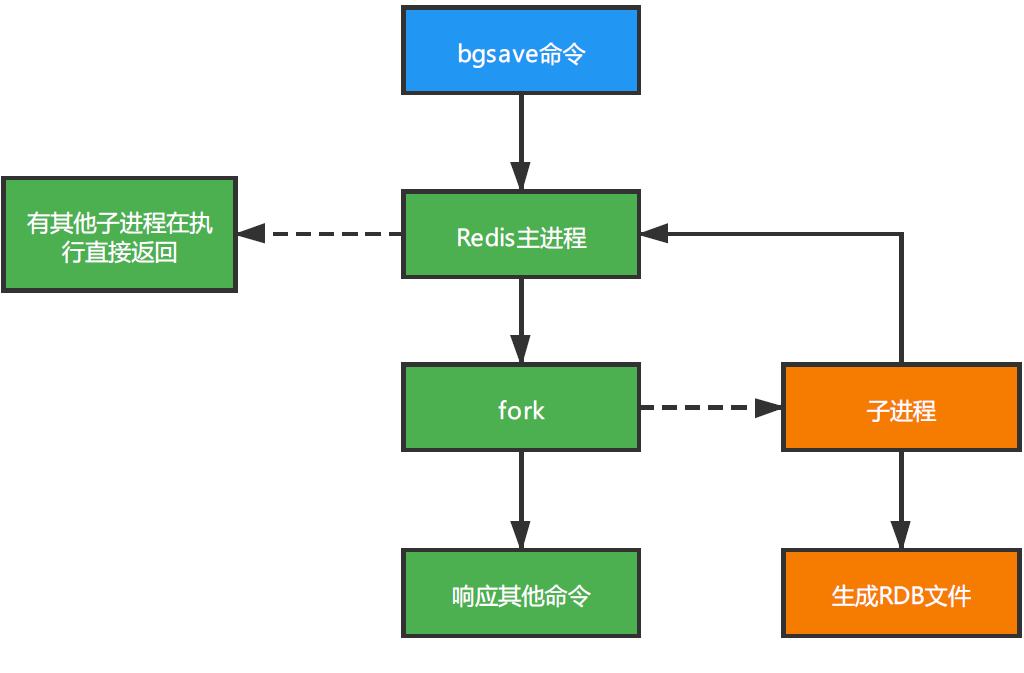 bgsave命令
有其他子进程在执
行直接返回
Redis主进程
fork
子进程
响应其他命令
生成RDB文件